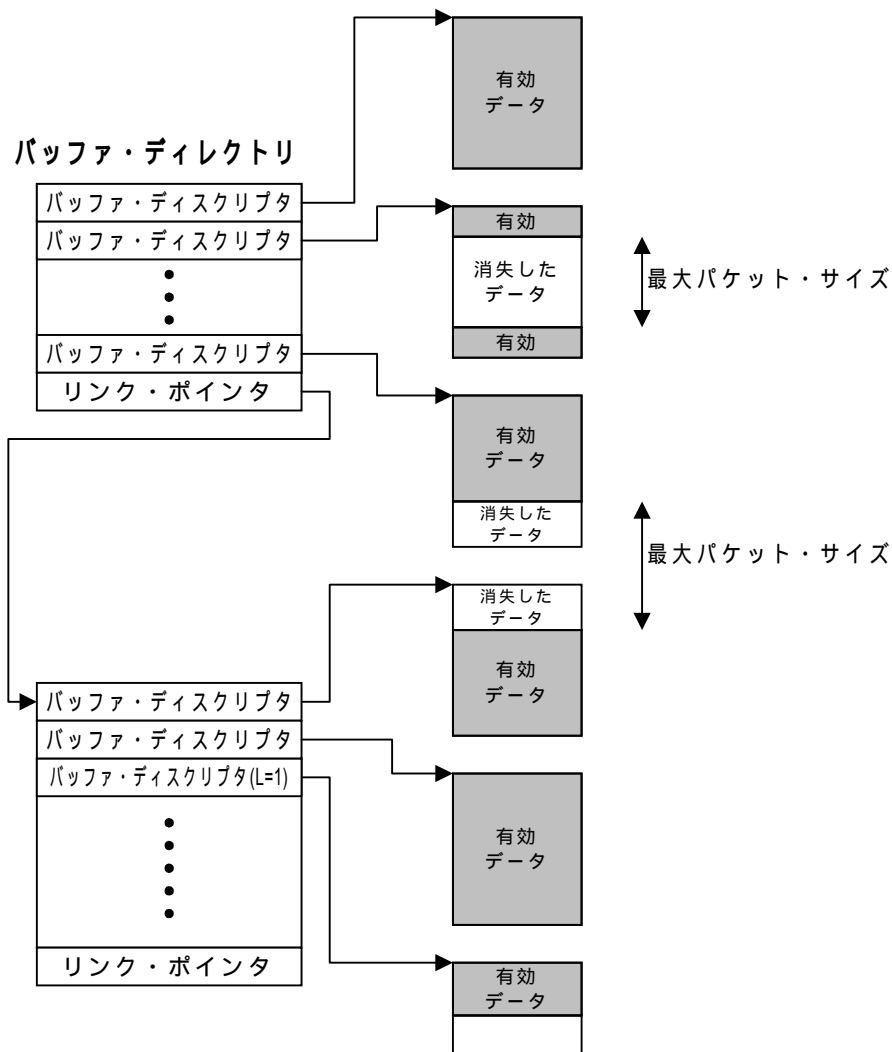 有効
データ
バッファ・ディレクトリ
バッファ・ディスクリプタ
バッファ・ディスクリプタ
バッファ・ディスクリプタ
リンク・ポインタ
有効
消失した
データ
有効
最大パケット・サイズ
有効
データ
消失した
データ
最大パケット・サイズ
消失した
データ
有効
データ
バッファ・ディスクリプタ
バッファ・ディスクリプタ
バッファ・ディスクリプタ(L=1)
リンク・ポインタ
有効
データ
有効
データ